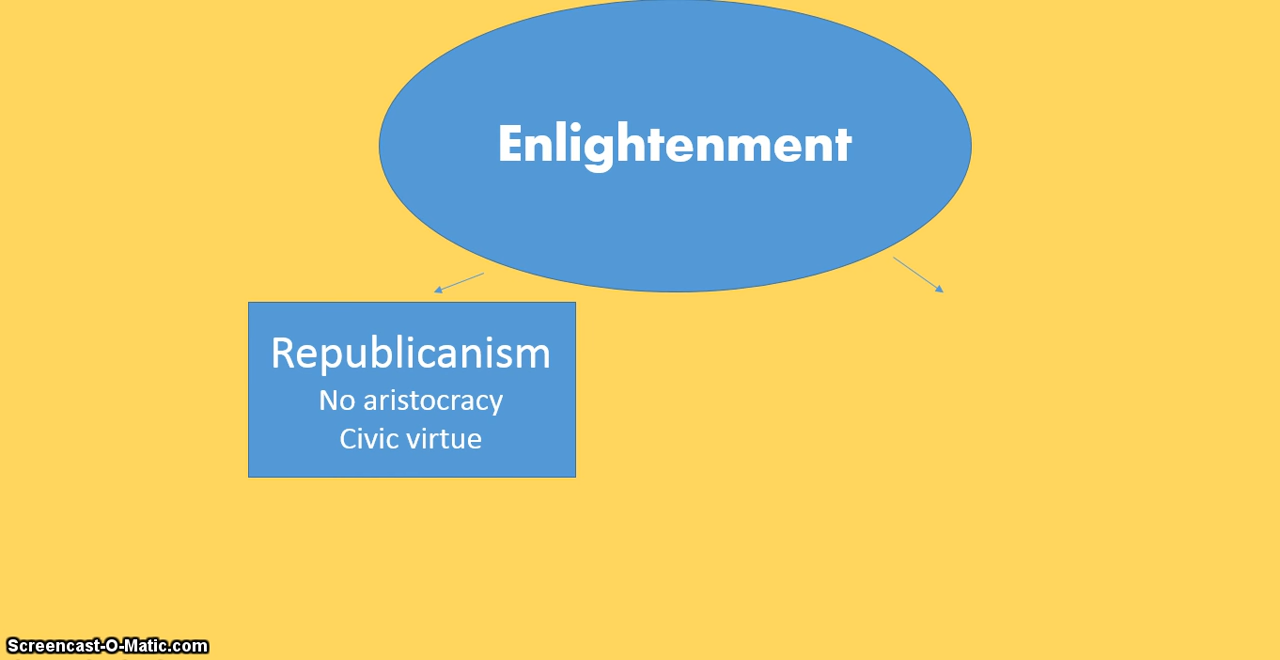 Enlightenment
Republicanism
No aristocracy
Civic virtue
Screencast-O-Matic.com